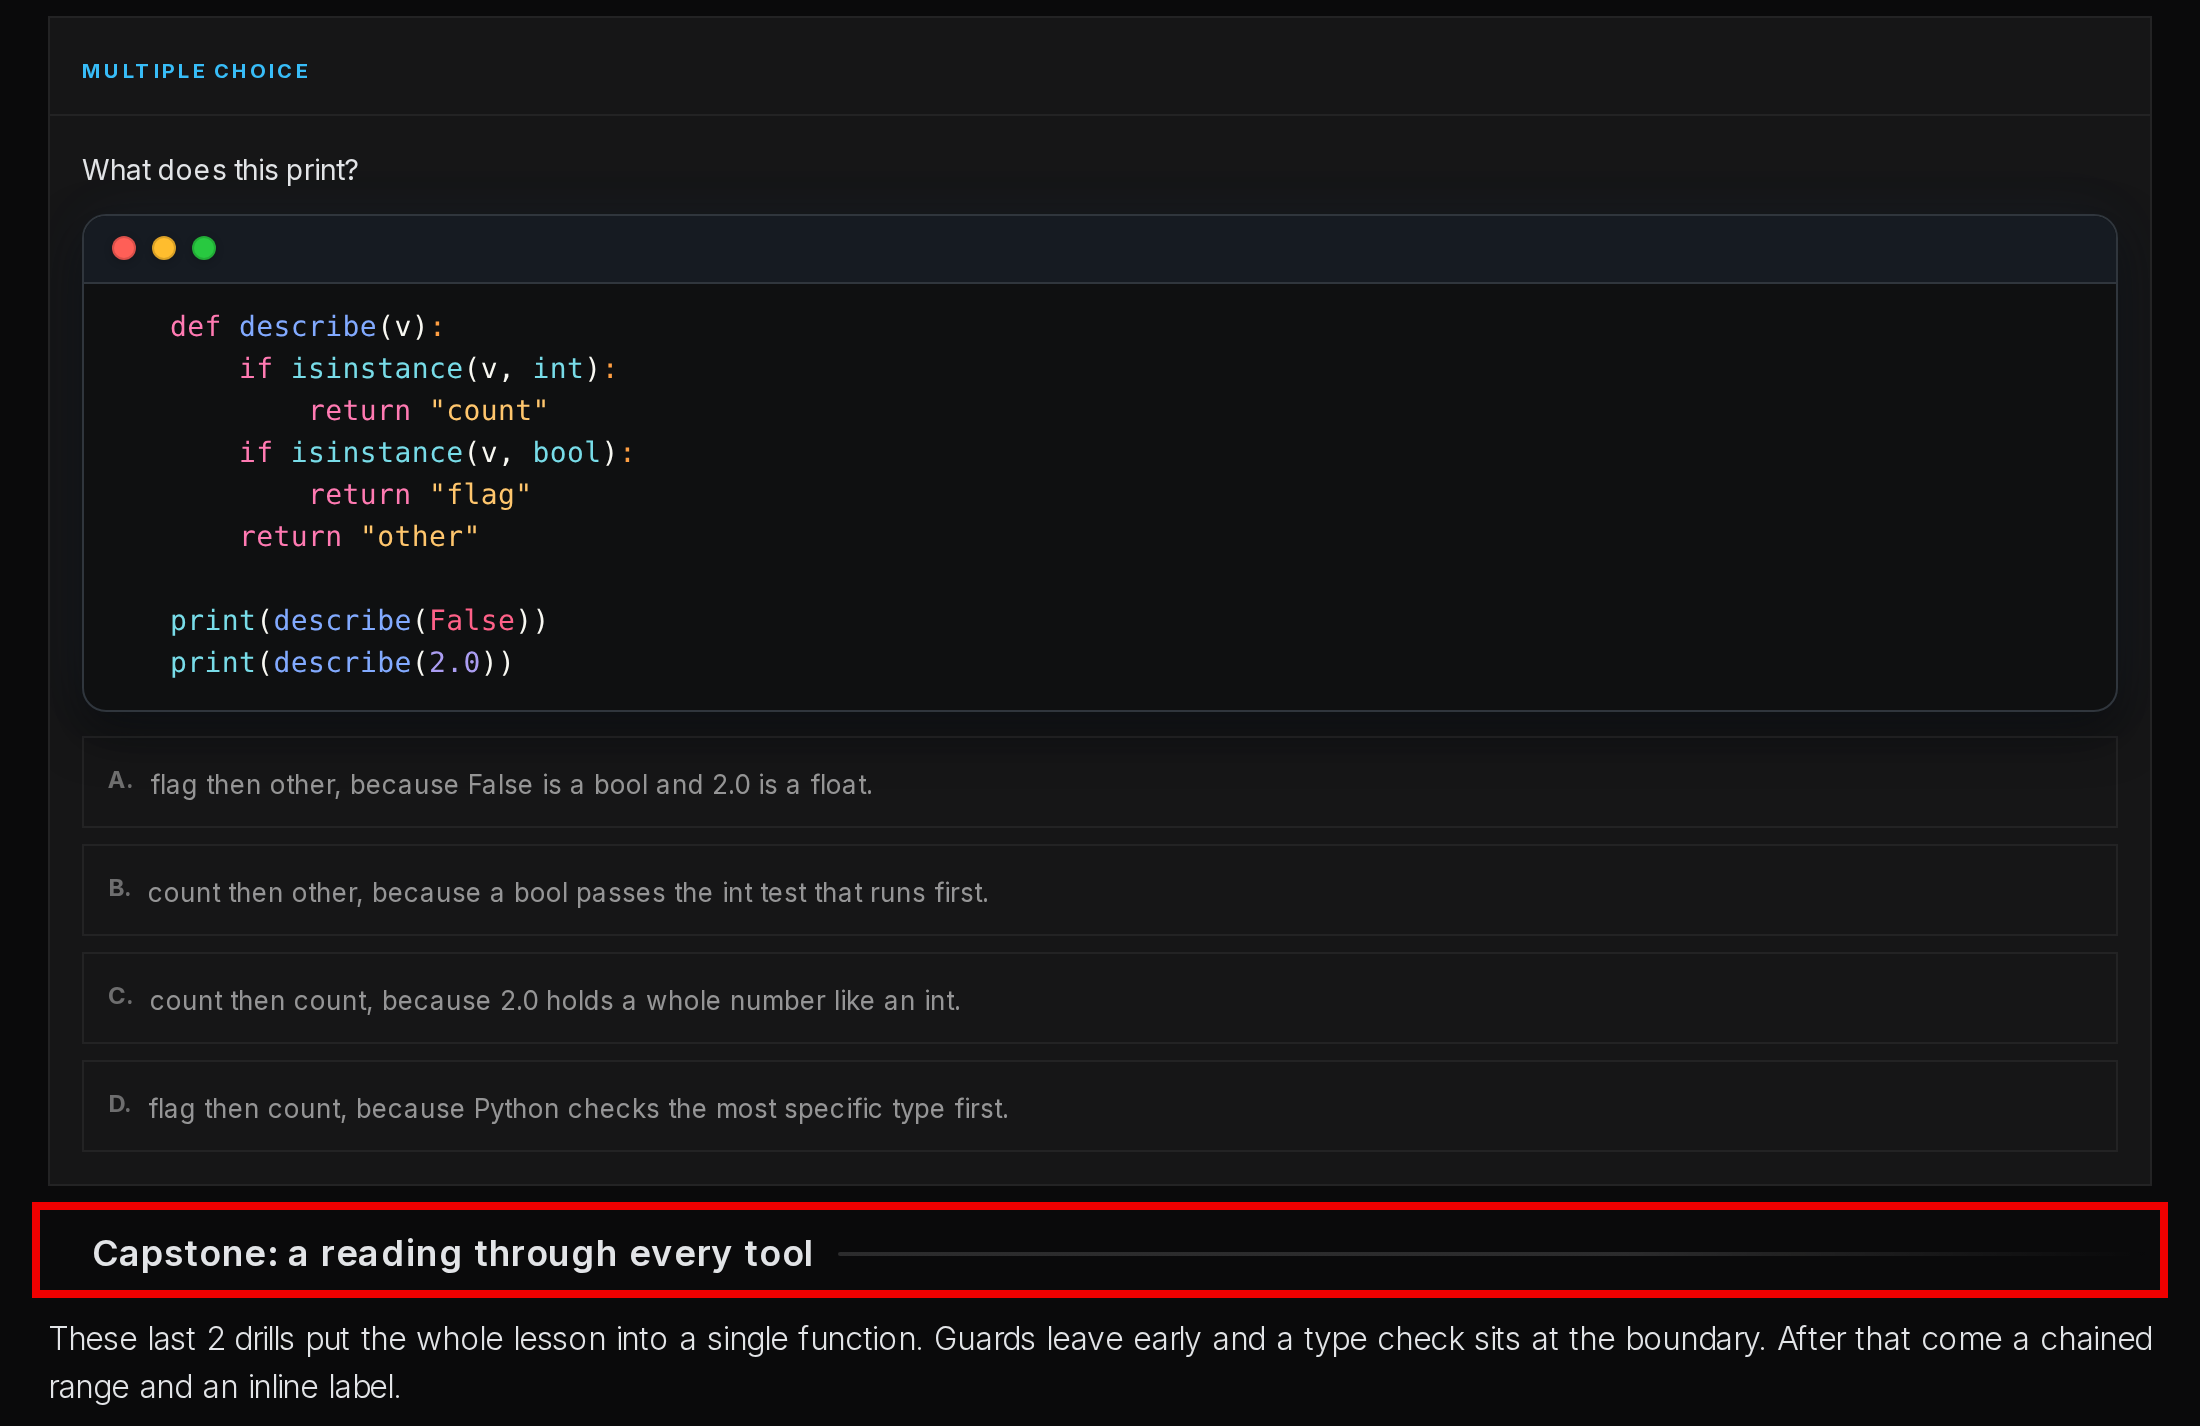 MULTIPLE CHOICE
What does this print?
def describe(v):
    if isinstance(v, int):
        return "count"
    if isinstance(v, bool):
        return "flag"
    return "other"

print(describe(False))
print(describe(2.0))
A. flag then other, because False is a bool and 2.0 is a float.
B. count then other, because a bool passes the int test that runs first.
C. count then count, because 2.0 holds a whole number like an int.
D. flag then count, because Python checks the most specific type first.
Capstone: a reading through every tool
These last 2 drills put the whole lesson into a single function. Guards leave early and a type check sits at the boundary. After that come a chained
range and an inline label.